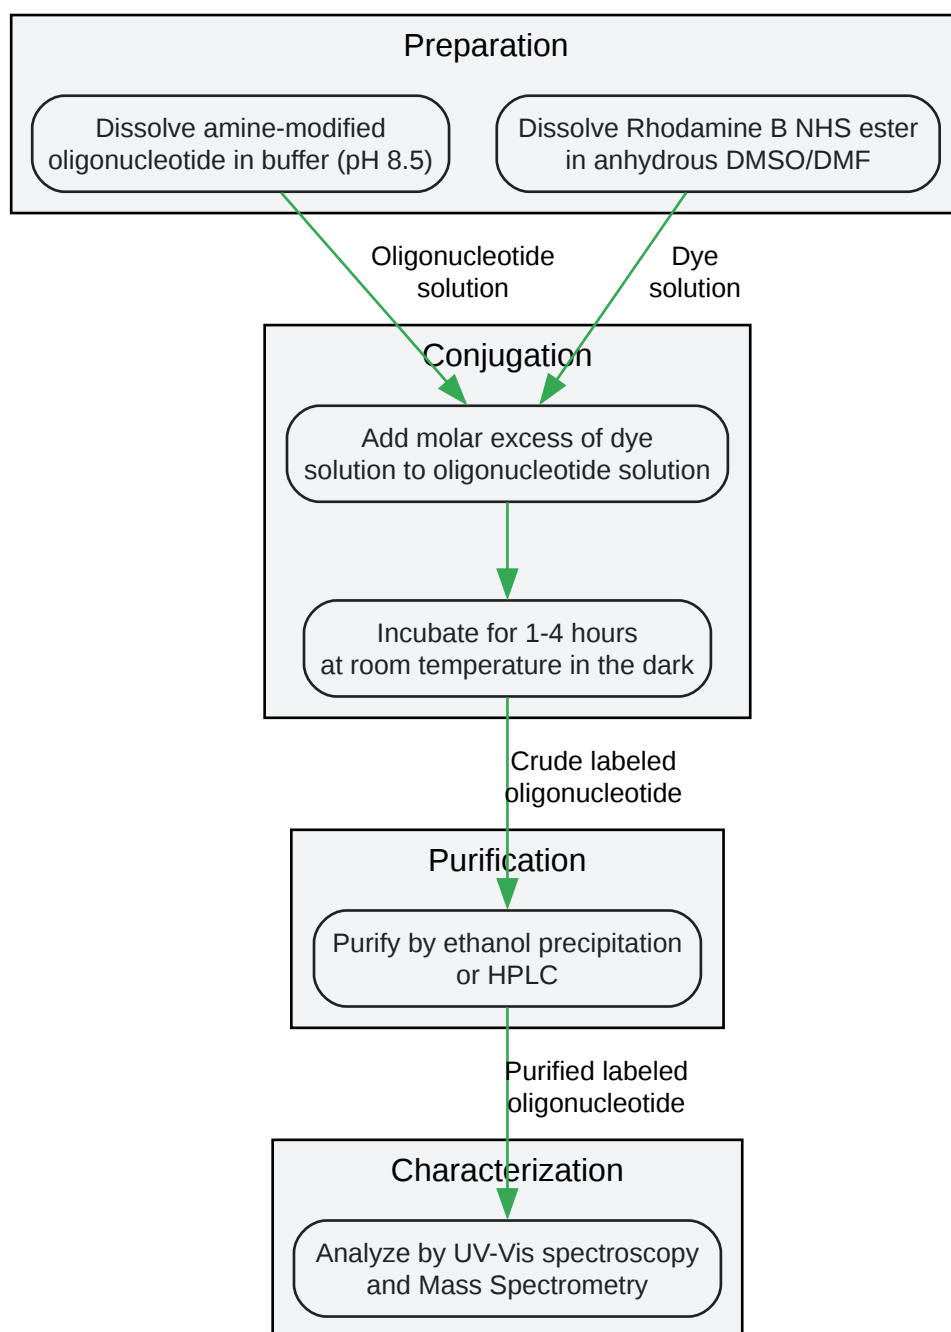 Preparation
Dissolve amine-modified
oligonucleotide in buffer (pH 8.5)
Dissolve Rhodamine B NHS ester
in anhydrous DMSO/DMF
Oligonucleotide
solution
Dye
solution
Conjugation
Add molar excess of dye
solution to oligonucleotide solution
Incubate for 1-4 hours
at room temperature in the dark
Crude labeled
oligonucleotide
Purification
Purify by ethanol precipitation
or HPLC
Purified labeled
oligonucleotide
Characterization
Analyze by UV-Vis spectroscopy
and Mass Spectrometry